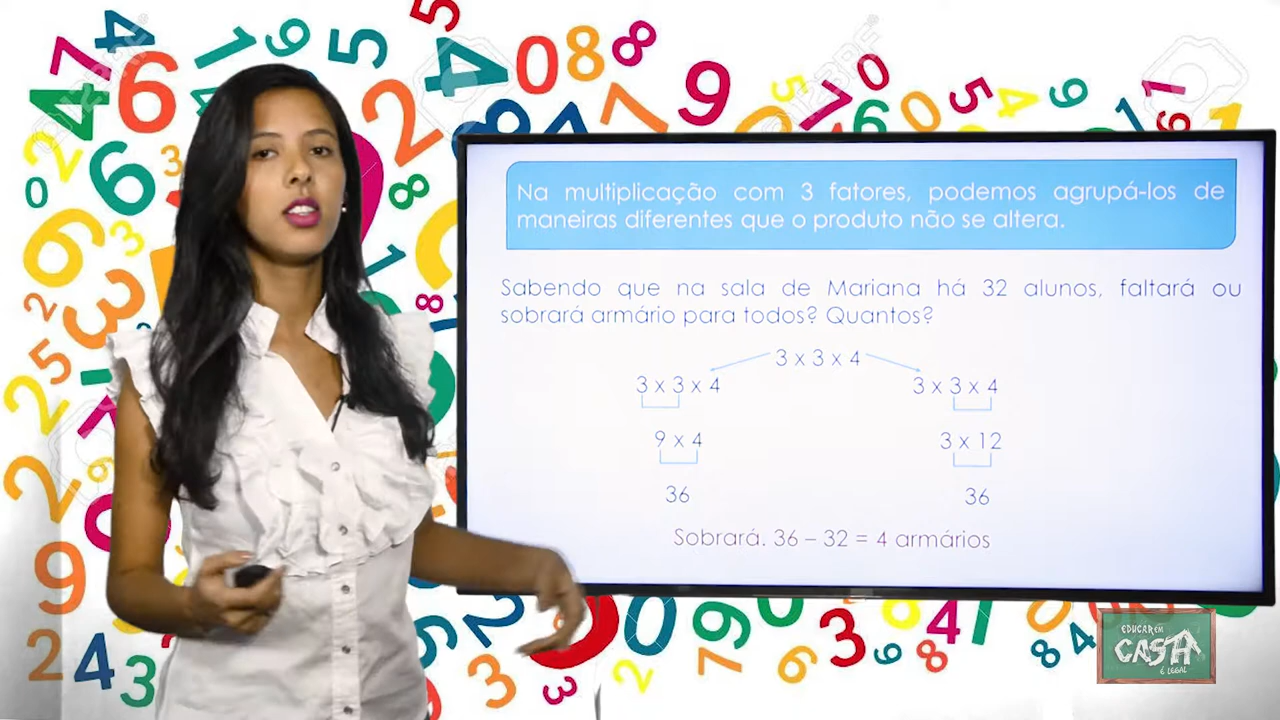 Na multiplicação com 3 fatores, podemos agrupá-los de
maneiras diferentes que o produto não se altera.
Sabendo que na sala de Mariana há 32 alunos, faltará ou
sobrará armário para todos? Quantos?
3 x 3 x 4
3 x 3 x 4
3 x 3 x 4
9 x 4
3 x 12
36
36
Sobrará. 36 – 32 = 4 armários
EDUCAR EM
CASA
É LEGAL